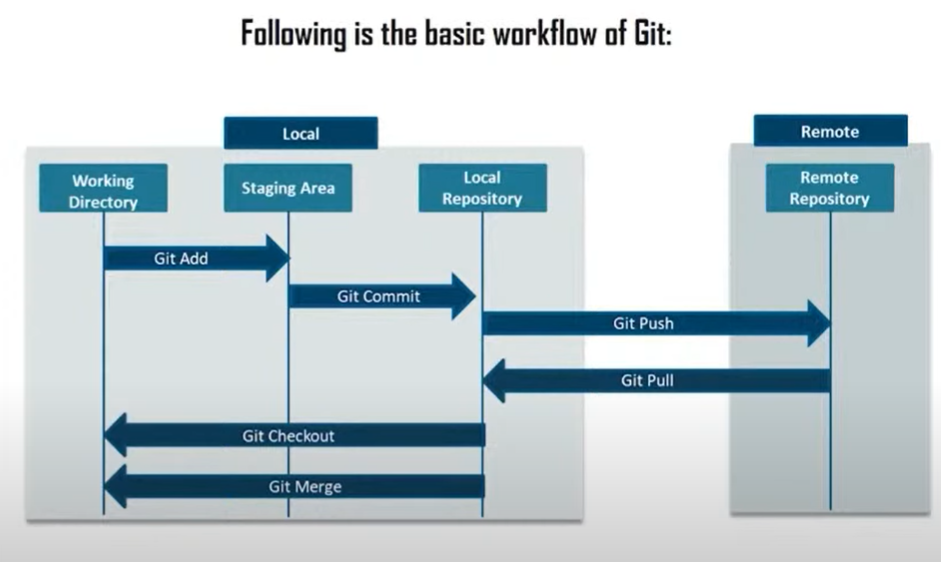 Following is the basic workflow of Git:
Local
Remote
Working
Directory
Staging Area
Local
Repository
Remote
Repository
Git Add
Git Commit
Git Push
Git Pull
Git Checkout
Git Merge